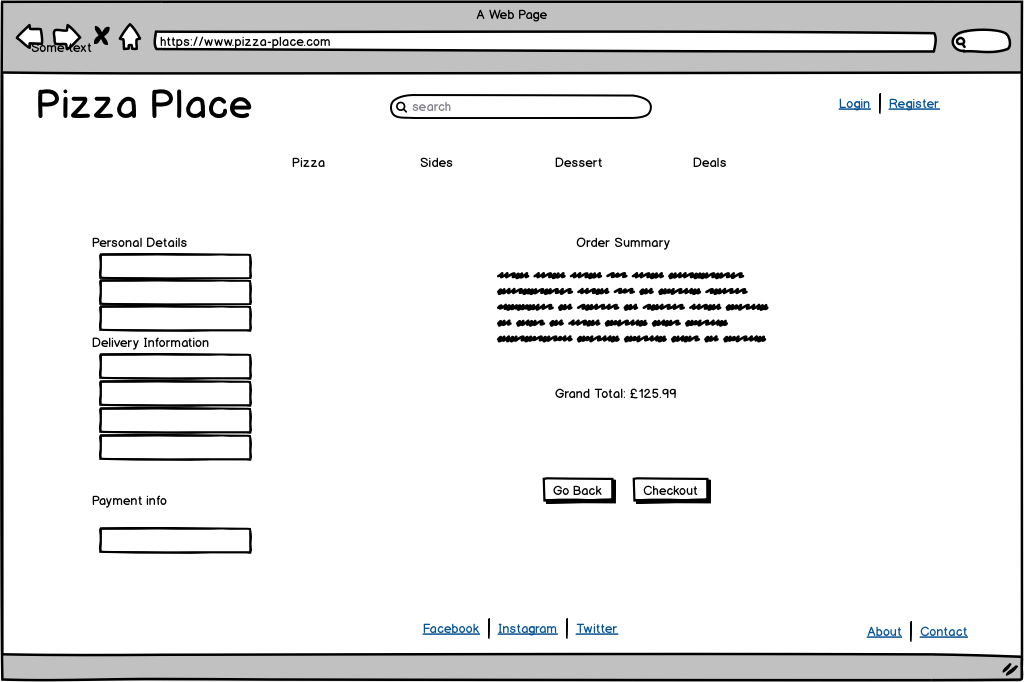 A Web Page
Some text
https://www.pizza-place.com
Pizza Place
search
Login
Register
Pizza
Sides
Dessert
Deals
Personal Details
Delivery Information
Payment info
Order Summary
Grand Total: £125.99
Go Back
Checkout
Facebook
Instagram
Twitter
About
Contact